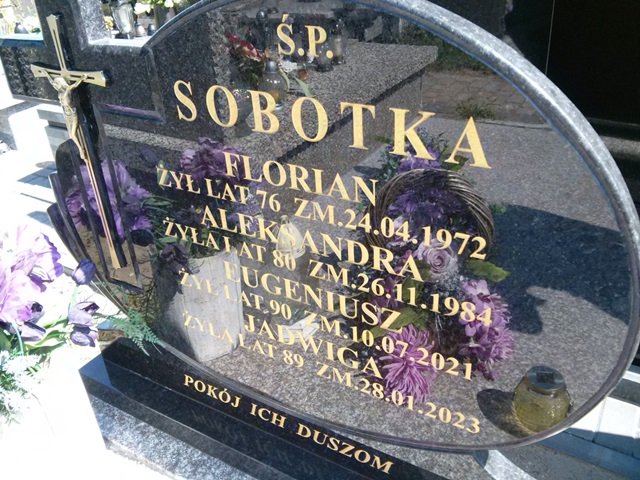 Ś.P.
SOBOTKA
FLORIAN
ŻYŁ LAT 76 ZM.24.04.1972
ALEKSANDRA
ŻYŁA LAT 80 ZM.26.11.1984
EUGENIUSZ
ŻYŁ LAT 90 ZM.10.07.2021
JADWIGA
ŻYŁA LAT 89 ZM.28.01.2023
POKÓJ ICH DUSZOM